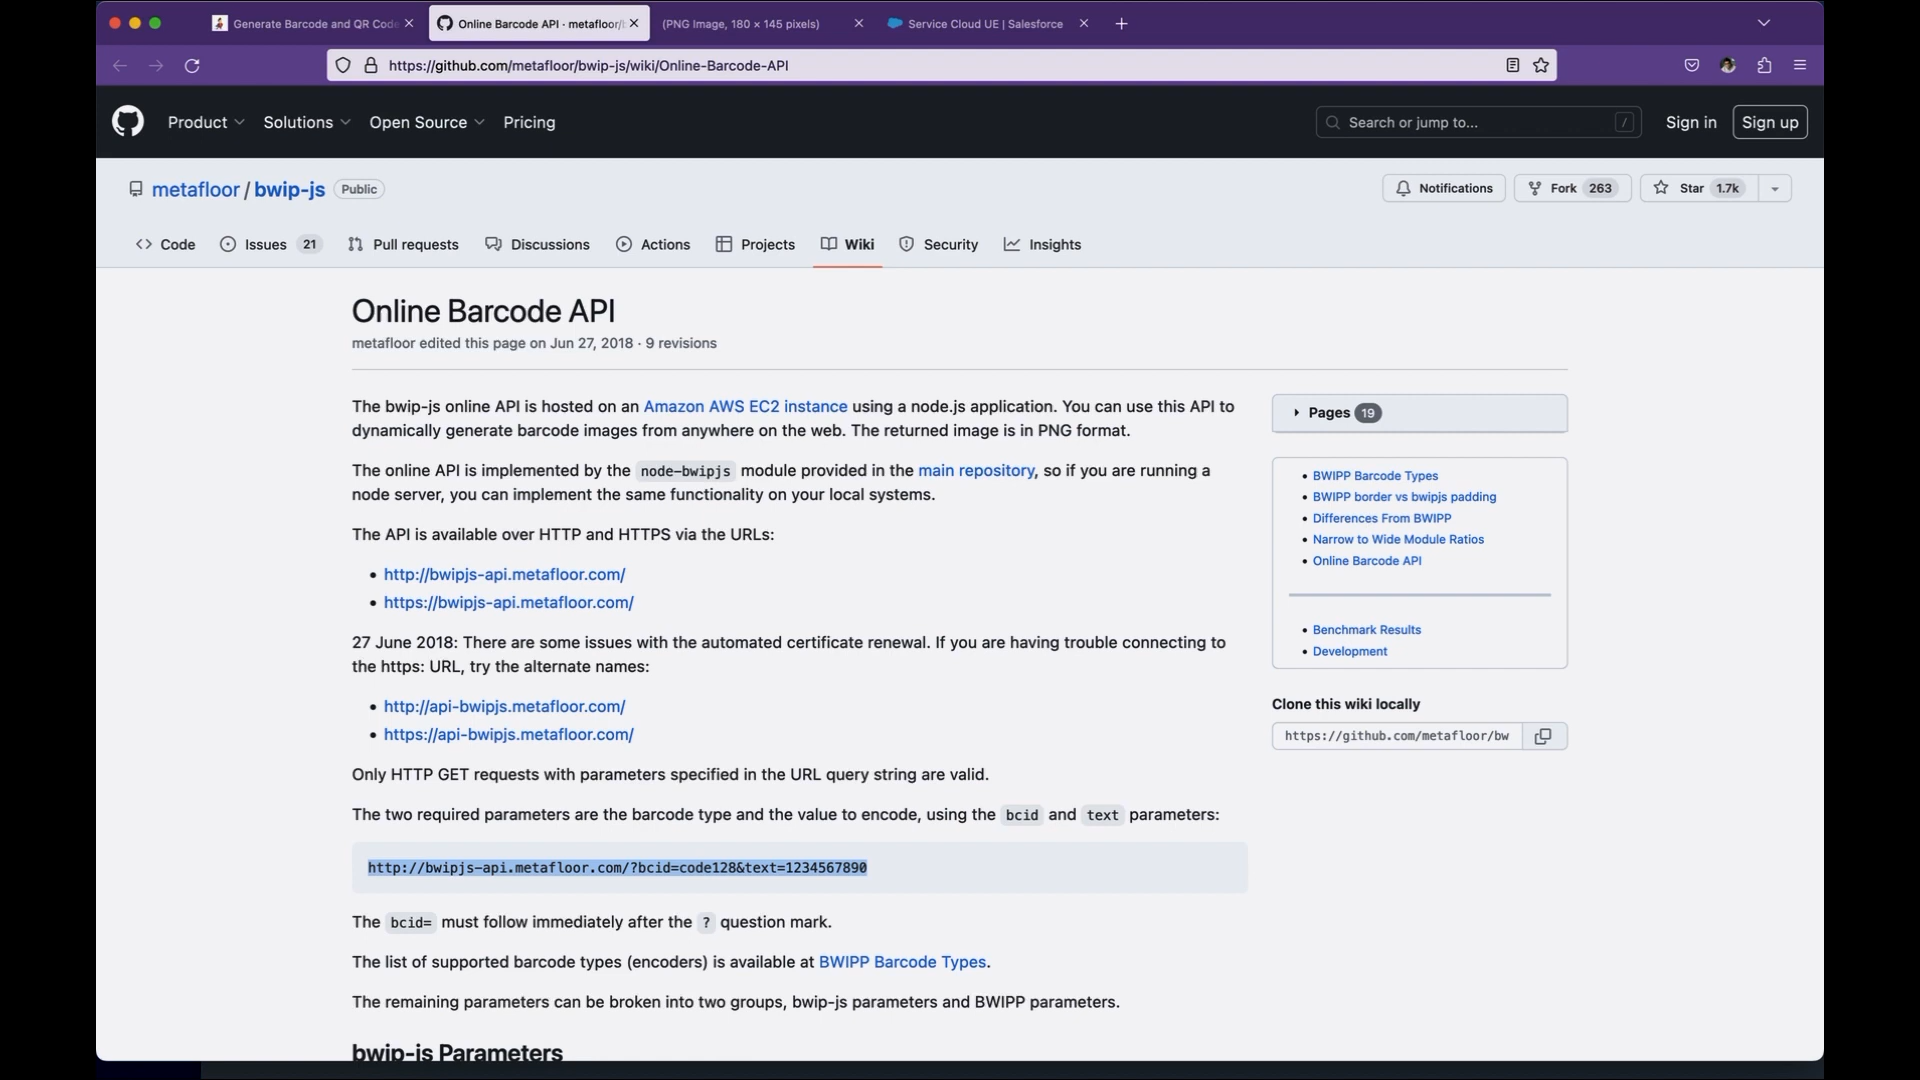 Generate Barcode and QR Code
Online Barcode API · metafloor/b
(PNG Image, 180 × 145 pixels)
Service Cloud UE | Salesforce
https://github.com/metafloor/bwip-js/wiki/Online-Barcode-API
Product
Solutions
Open Source
Pricing
Search or jump to...
/
Sign in
Sign up
metafloor / bwip-js
Public
Notifications
Fork 263
Star 1.7k
Code
Issues 21
Pull requests
Discussions
Actions
Projects
Wiki
Security
Insights
Online Barcode API
metafloor edited this page on Jun 27, 2018 · 9 revisions
The bwip-js online API is hosted on an Amazon AWS EC2 instance using a node.js application. You can use this API to
dynamically generate barcode images from anywhere on the web. The returned image is in PNG format.
The online API is implemented by the node-bwipjs module provided in the main repository, so if you are running a
node server, you can implement the same functionality on your local systems.
The API is available over HTTP and HTTPS via the URLs:
• http://bwipjs-api.metafloor.com/
• https://bwipjs-api.metafloor.com/
27 June 2018: There are some issues with the automated certificate renewal. If you are having trouble connecting to
the https: URL, try the alternate names:
• http://api-bwipjs.metafloor.com/
• https://api-bwipjs.metafloor.com/
Only HTTP GET requests with parameters specified in the URL query string are valid.
The two required parameters are the barcode type and the value to encode, using the bcid and text parameters:
http://bwipjs-api.metafloor.com/?bcid=code128&text=1234567890
The bcid= must follow immediately after the ? question mark.
The list of supported barcode types (encoders) is available at BWIPP Barcode Types.
The remaining parameters can be broken into two groups, bwip-js parameters and BWIPP parameters.
bwip-js Parameters
Pages 19
• BWIPP Barcode Types
• BWIPP border vs bwipjs padding
• Differences From BWIPP
• Narrow to Wide Module Ratios
• Online Barcode API
• Benchmark Results
• Development
Clone this wiki locally
https://github.com/metafloor/bw